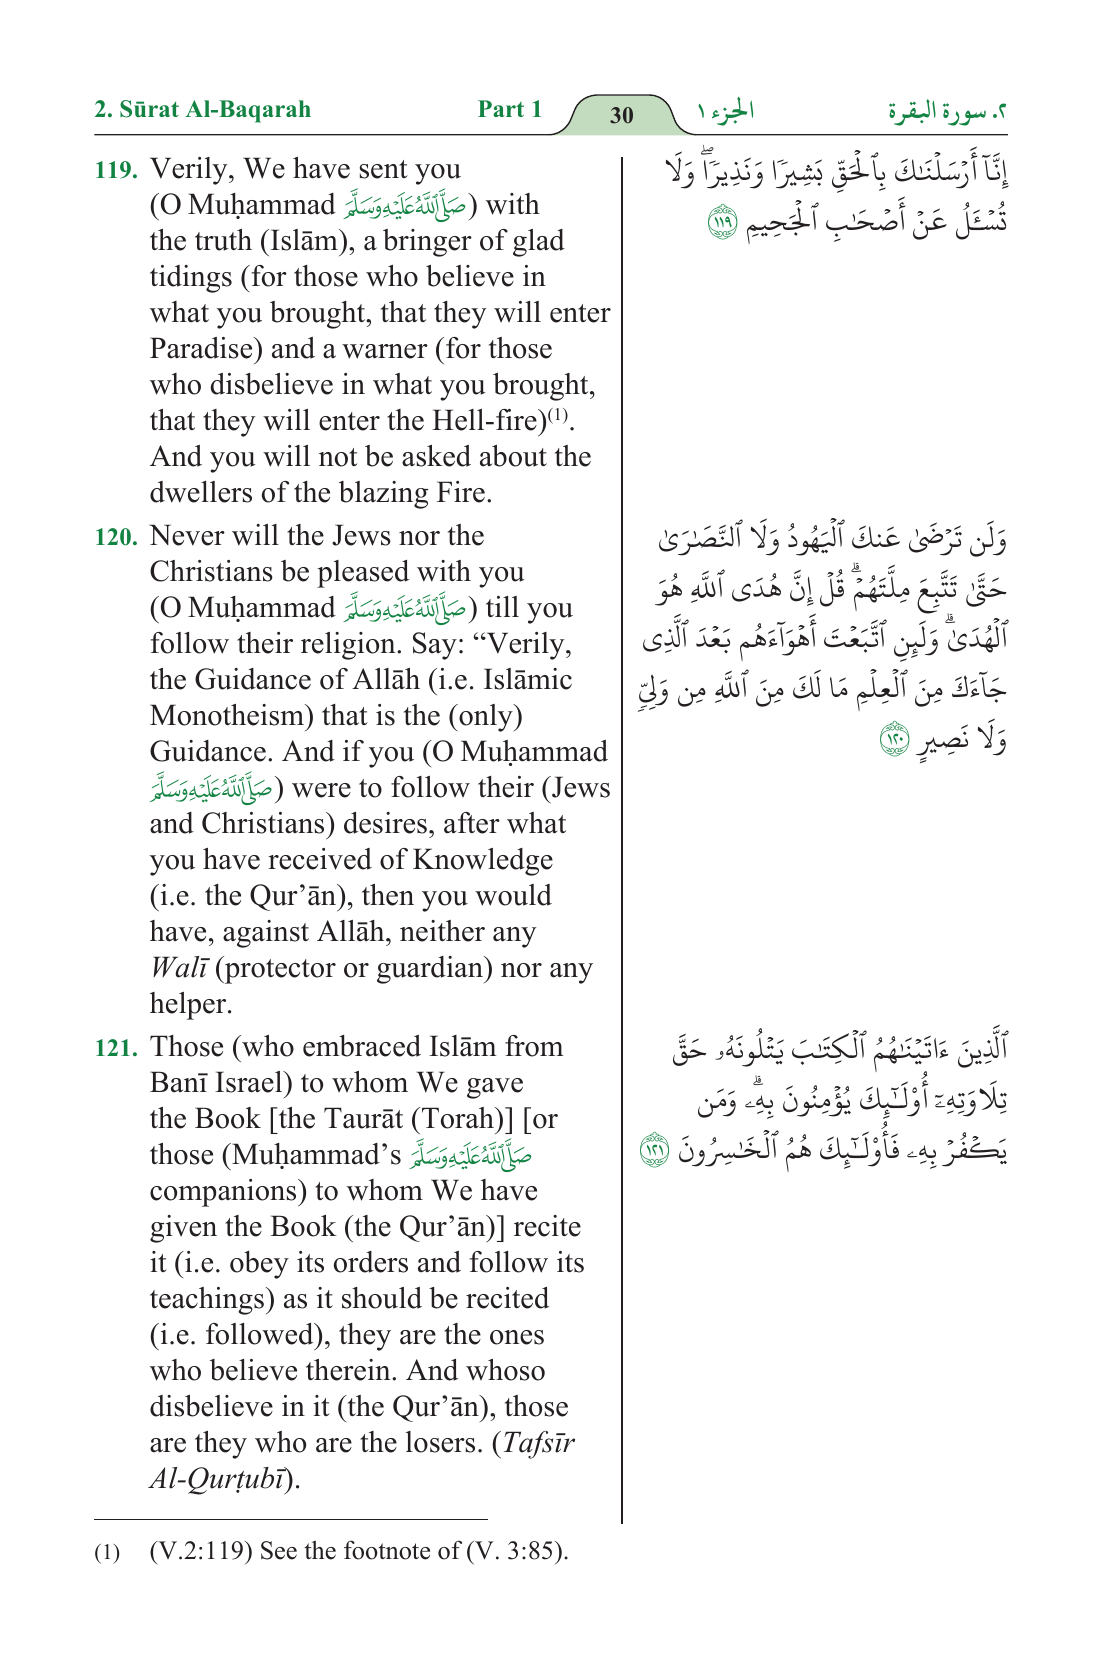 2. Sūrat Al-Baqarah Part 1 30 الجزء ١ ٢. سورة البقرة
119. Verily, We have sent you
(O Muḥammad صَلَّى ٱللَّهُ عَلَيْهِ وَسَلَّمَ) with
the truth (Islām), a bringer of glad
tidings (for those who believe in
what you brought, that they will enter
Paradise) and a warner (for those
who disbelieve in what you brought,
that they will enter the Hell-fire)(1).
And you will not be asked about the
dwellers of the blazing Fire.
إِنَّآ أَرْسَلْنَٰكَ بِٱلْحَقِّ بَشِيرًا وَنَذِيرًا ۖ وَلَا
تُسْـَٔلُ عَنْ أَصْحَٰبِ ٱلْجَحِيمِ ١١٩
120. Never will the Jews nor the
Christians be pleased with you
(O Muḥammad صَلَّى ٱللَّهُ عَلَيْهِ وَسَلَّمَ) till you
follow their religion. Say: “Verily,
the Guidance of Allāh (i.e. Islāmic
Monotheism) that is the (only)
Guidance. And if you (O Muḥammad
صَلَّى ٱللَّهُ عَلَيْهِ وَسَلَّمَ) were to follow their (Jews
and Christians) desires, after what
you have received of Knowledge
(i.e. the Qur’ān), then you would
have, against Allāh, neither any
Walī (protector or guardian) nor any
helper.
وَلَن تَرْضَىٰ عَنكَ ٱلْيَهُودُ وَلَا ٱلنَّصَٰرَىٰ
حَتَّىٰ تَتَّبِعَ مِلَّتَهُمْ ۗ قُلْ إِنَّ هُدَى ٱللَّهِ هُوَ
ٱلْهُدَىٰ ۗ وَلَئِنِ ٱتَّبَعْتَ أَهْوَآءَهُم بَعْدَ ٱلَّذِى
جَآءَكَ مِنَ ٱلْعِلْمِ مَا لَكَ مِنَ ٱللَّهِ مِن وَلِىٍّ
وَلَا نَصِيرٍ ١٢٠
121. Those (who embraced Islām from
Banī Israel) to whom We gave
the Book [the Taurāt (Torah)] [or
those (Muḥammad’s صَلَّى ٱللَّهُ عَلَيْهِ وَسَلَّمَ
companions) to whom We have
given the Book (the Qur’ān)] recite
it (i.e. obey its orders and follow its
teachings) as it should be recited
(i.e. followed), they are the ones
who believe therein. And whoso
disbelieve in it (the Qur’ān), those
are they who are the losers. (Tafsīr
Al-Qurṭubī).
ٱلَّذِينَ ءَاتَيْنَٰهُمُ ٱلْكِتَٰبَ يَتْلُونَهُۥ حَقَّ
تِلَاوَتِهِۦٓ أُو۟لَٰٓئِكَ يُؤْمِنُونَ بِهِۦ ۗ وَمَن
يَكْفُرْ بِهِۦ فَأُو۟لَٰٓئِكَ هُمُ ٱلْخَٰسِرُونَ ١٢١
(1) (V.2:119) See the footnote of (V. 3:85).